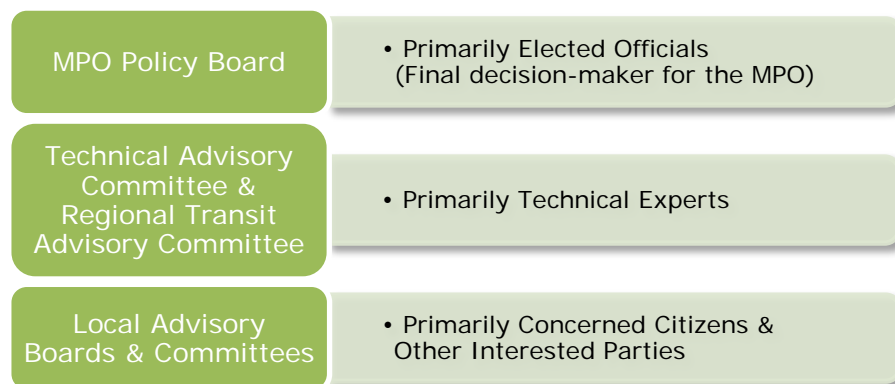 MPO Policy Board
• Primarily Elected Officials
(Final decision-maker for the MPO)
Technical Advisory
Committee &
Regional Transit
Advisory Committee
• Primarily Technical Experts
Local Advisory
Boards & Committees
• Primarily Concerned Citizens &
Other Interested Parties